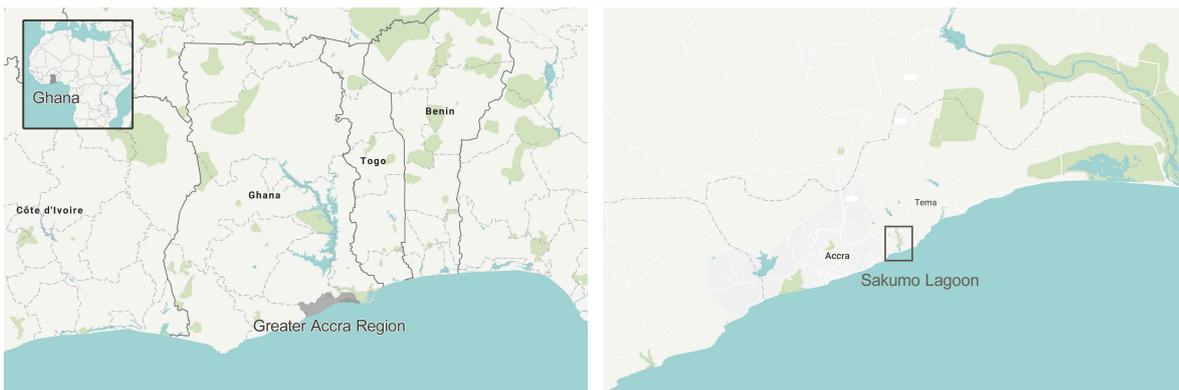 Ghana
Benin
Togo
Ghana
Côte d'Ivoire
Greater Accra Region
Tema
Accra
Sakumo Lagoon